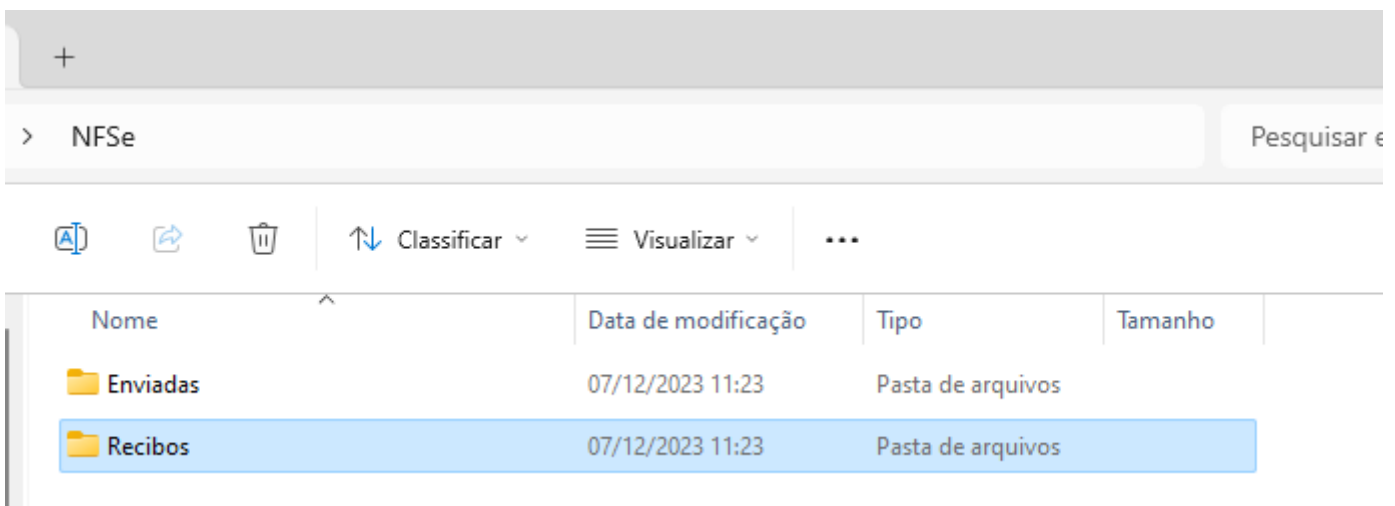 NFSe
Pesquisar e
Classificar
Visualizar
Nome Data de modificação Tipo Tamanho
Enviadas 07/12/2023 11:23 Pasta de arquivos
Recibos 07/12/2023 11:23 Pasta de arquivos